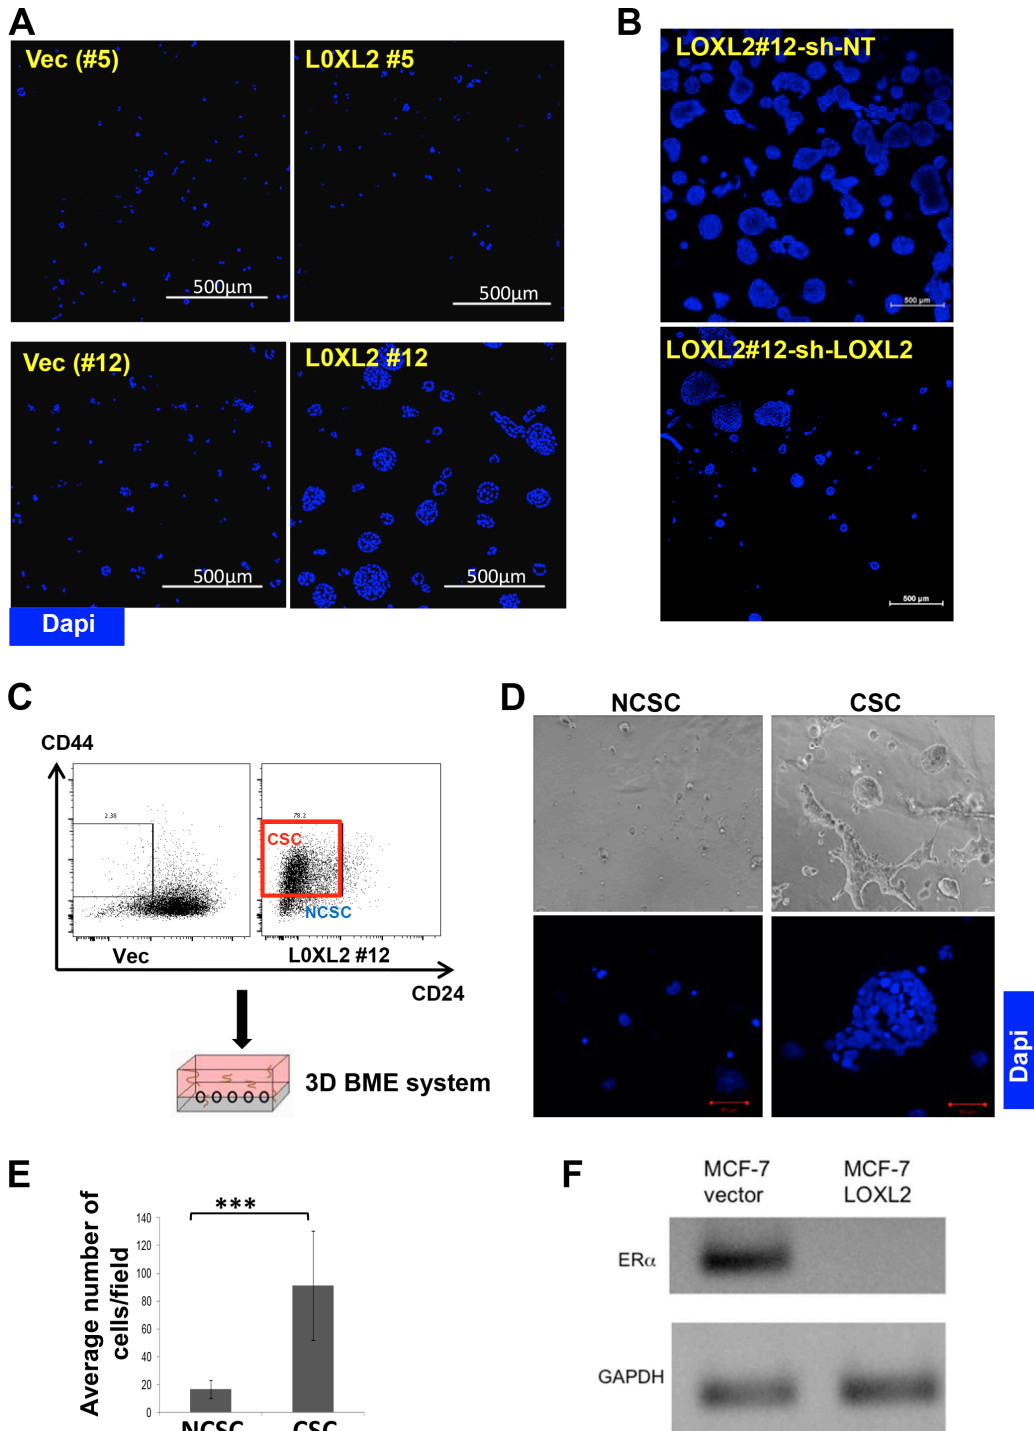 A
B
Vec (#5)
L0XL2 #5
500µm
500µm
Vec (#12)
L0XL2 #12
500µm
500µm
Dapi
LOXL2#12-sh-NT
500 µm
LOXL2#12-sh-LOXL2
500 µm
C
CD44
2.38
78.2
CSC
NCSC
Vec
L0XL2 #12
CD24
3D BME system
D
NCSC
CSC
Dapi
E
Average number of
cells/field
***
140
120
100
80
60
40
20
0
NCSC
CSC
F
MCF-7
vector
MCF-7
LOXL2
ERα
GAPDH